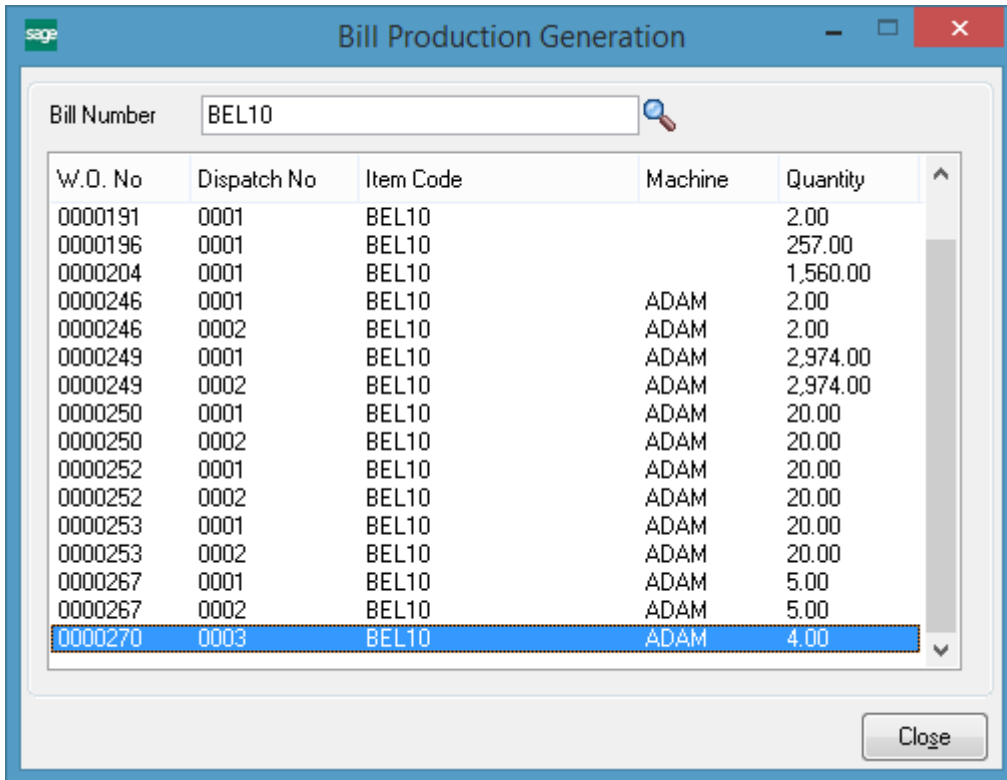 sage
Bill Production Generation
Bill Number BEL10
W.O. No Dispatch No Item Code Machine Quantity
0000191 0001 BEL10 2.00
0000196 0001 BEL10 257.00
0000204 0001 BEL10 1,560.00
0000246 0001 BEL10 ADAM 2.00
0000246 0002 BEL10 ADAM 2.00
0000249 0001 BEL10 ADAM 2,974.00
0000249 0002 BEL10 ADAM 2,974.00
0000250 0001 BEL10 ADAM 20.00
0000250 0002 BEL10 ADAM 20.00
0000252 0001 BEL10 ADAM 20.00
0000252 0002 BEL10 ADAM 20.00
0000253 0001 BEL10 ADAM 20.00
0000253 0002 BEL10 ADAM 20.00
0000267 0001 BEL10 ADAM 5.00
0000267 0002 BEL10 ADAM 5.00
0000270 0003 BEL10 ADAM 4.00
Close